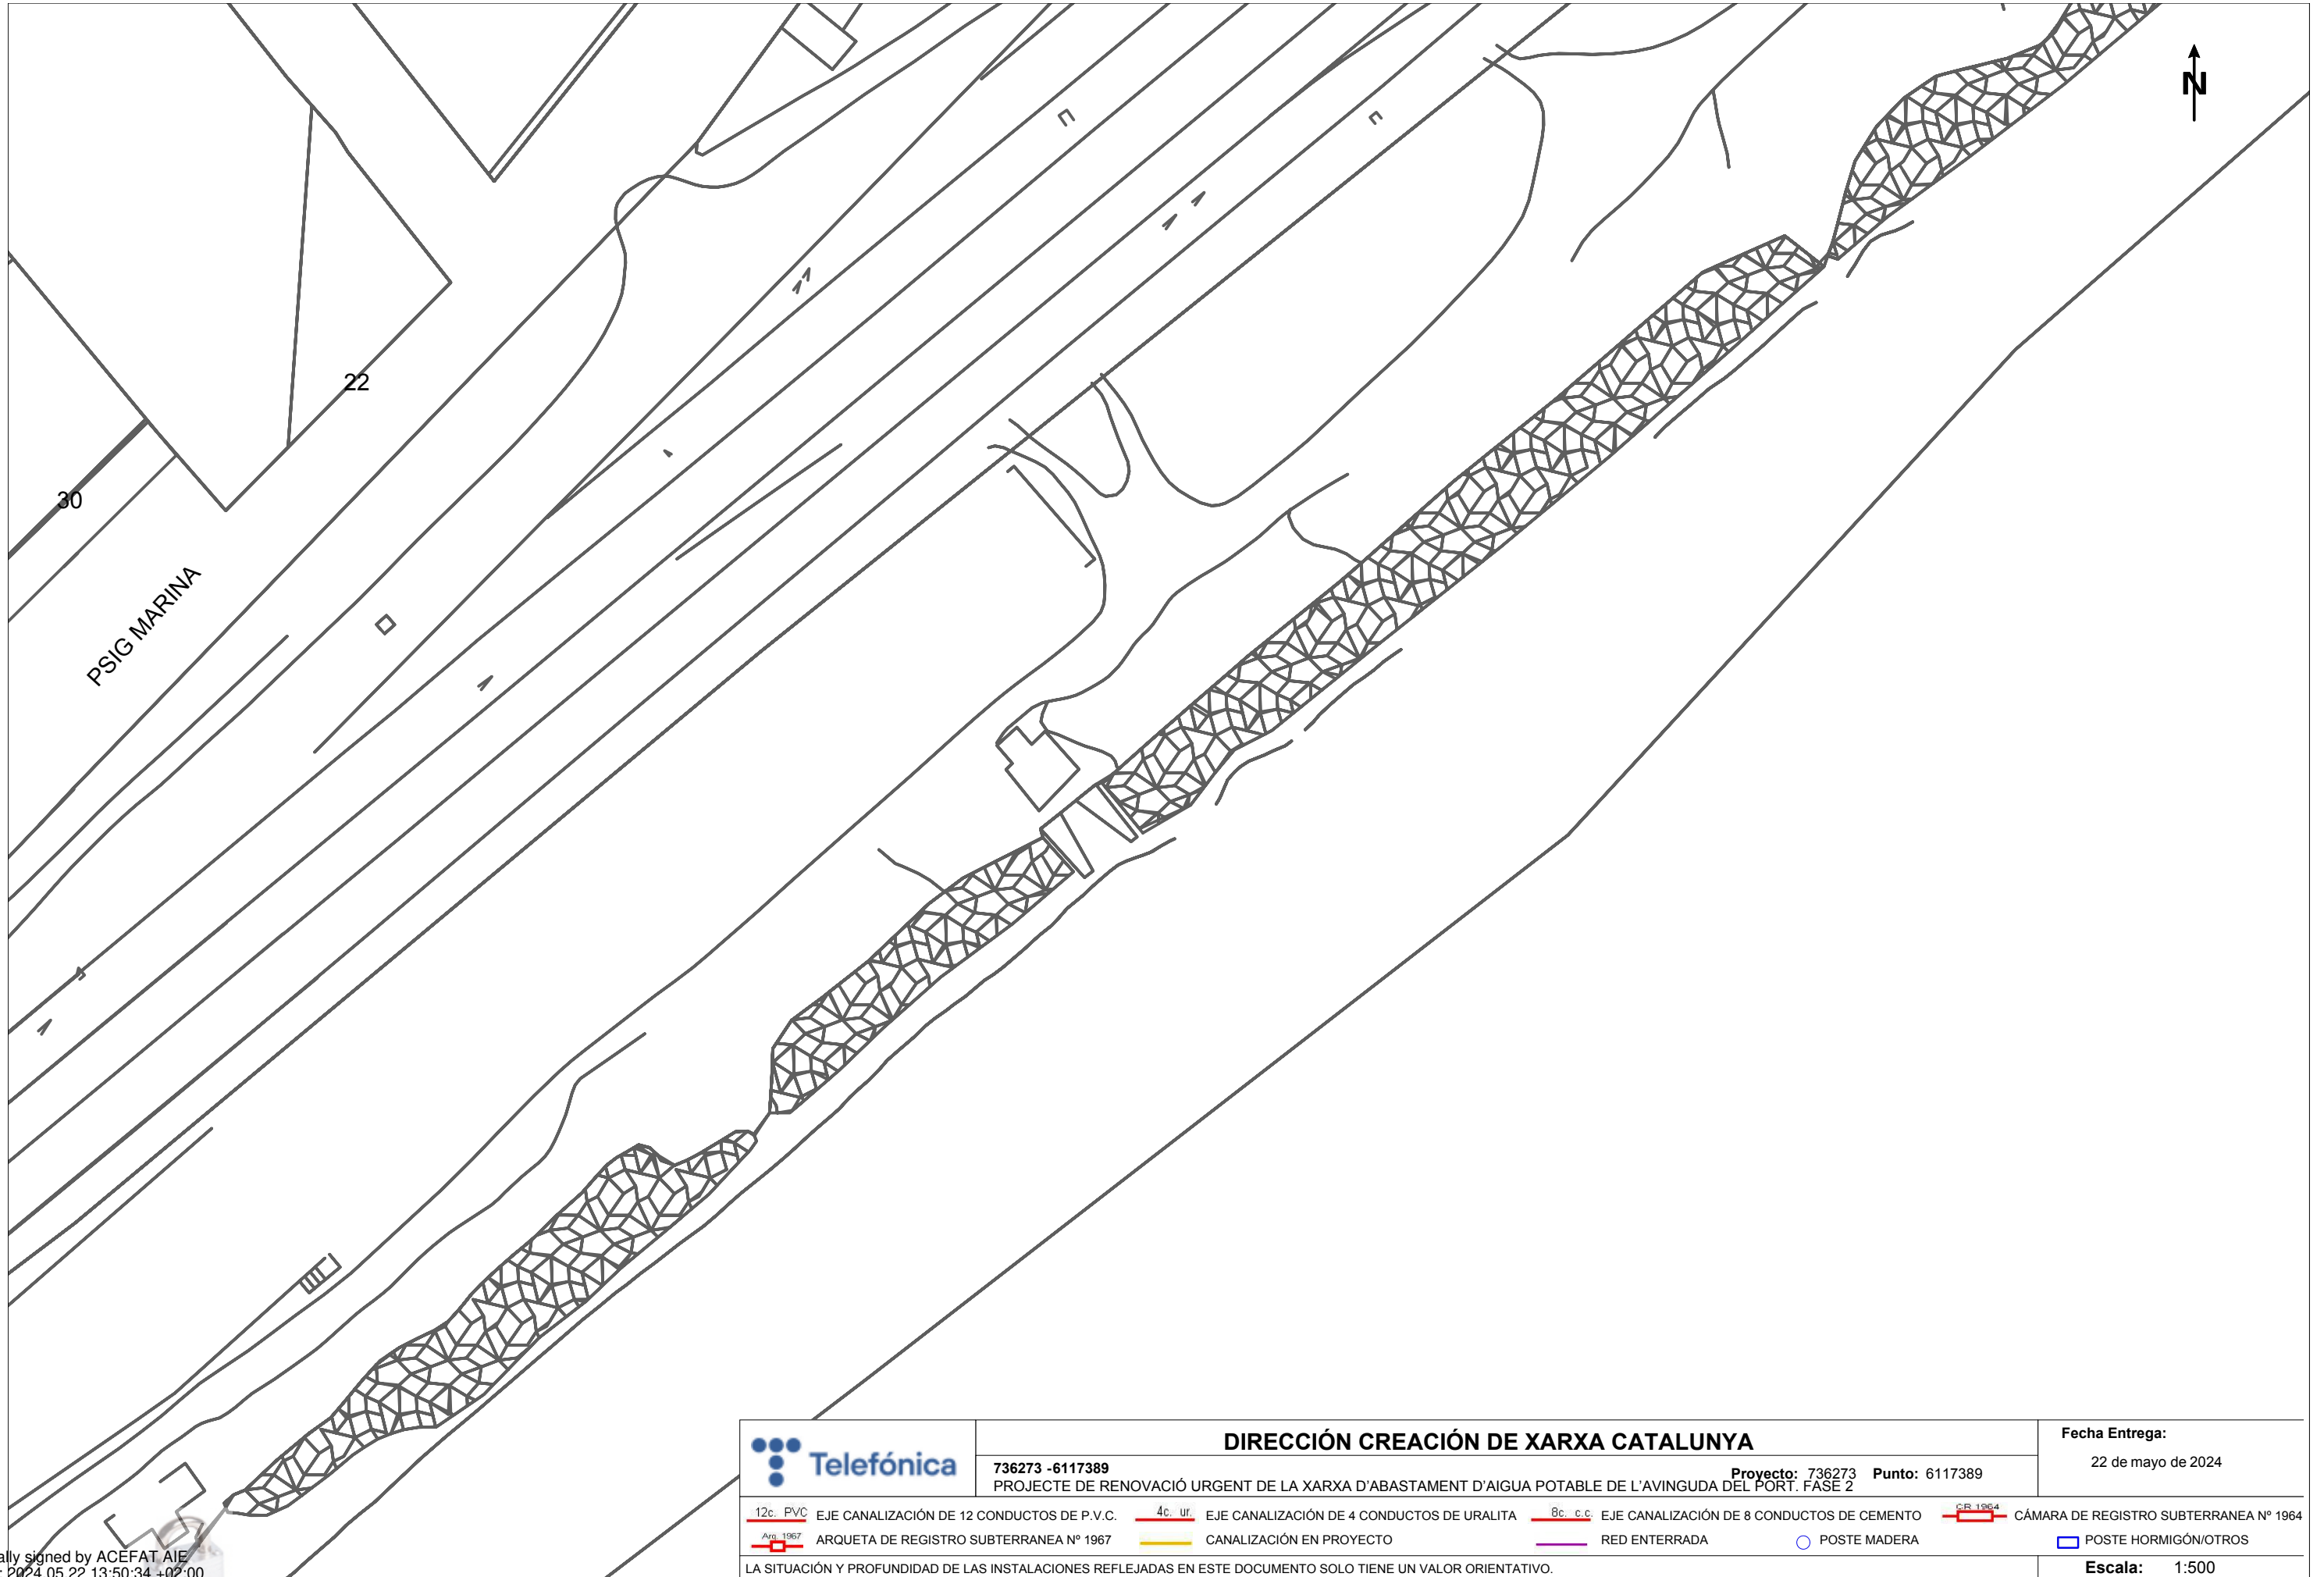 N
22
30
PSIG MARINA
Telefónica
DIRECCIÓN CREACIÓN DE XARXA CATALUNYA
Fecha Entrega:
22 de mayo de 2024
736273 -6117389
Proyecto: 736273 Punto: 6117389
PROJECTE DE RENOVACIÓ URGENT DE LA XARXA D'ABASTAMENT D'AIGUA POTABLE DE L'AVINGUDA DEL PORT. FASE 2
12c. PVC EJE CANALIZACIÓN DE 12 CONDUCTOS DE P.V.C. 4c. ur. EJE CANALIZACIÓN DE 4 CONDUCTOS DE URALITA 8c. c.c. EJE CANALIZACIÓN DE 8 CONDUCTOS DE CEMENTO CR 1964 CÁMARA DE REGISTRO SUBTERRANEA Nº 1964
Arq. 1967 ARQUETA DE REGISTRO SUBTERRANEA Nº 1967 CANALIZACIÓN EN PROYECTO RED ENTERRADA POSTE MADERA POSTE HORMIGÓN/OTROS
LA SITUACIÓN Y PROFUNDIDAD DE LAS INSTALACIONES REFLEJADAS EN ESTE DOCUMENTO SOLO TIENE UN VALOR ORIENTATIVO.
Escala: 1:500
ally signed by ACEFAT AIE
: 2024.05.22 13:50:34 +02:00